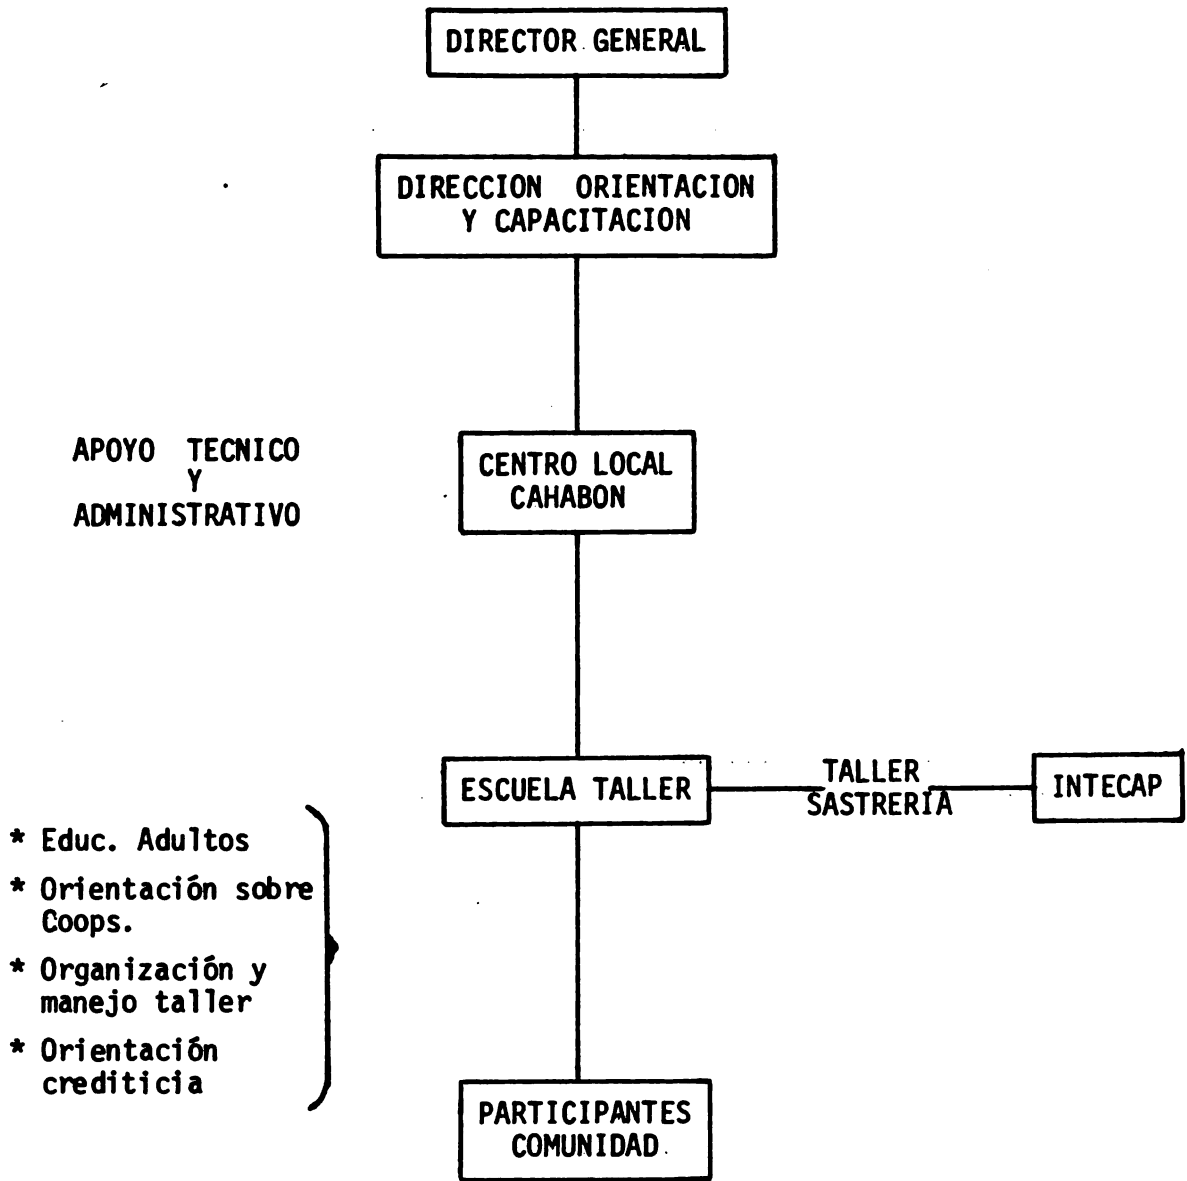 DIRECTOR GENERAL
DIRECCION ORIENTACION
Y CAPACITACION
APOYO TECNICO
Y
ADMINISTRATIVO
CENTRO LOCAL
CAHABON
ESCUELA TALLER
TALLER
SASTRERIA
INTECAP
* Educ. Adultos
* Orientación sobre
Coops.
* Organización y
manejo taller
* Orientación
crediticia
PARTICIPANTES
COMUNIDAD